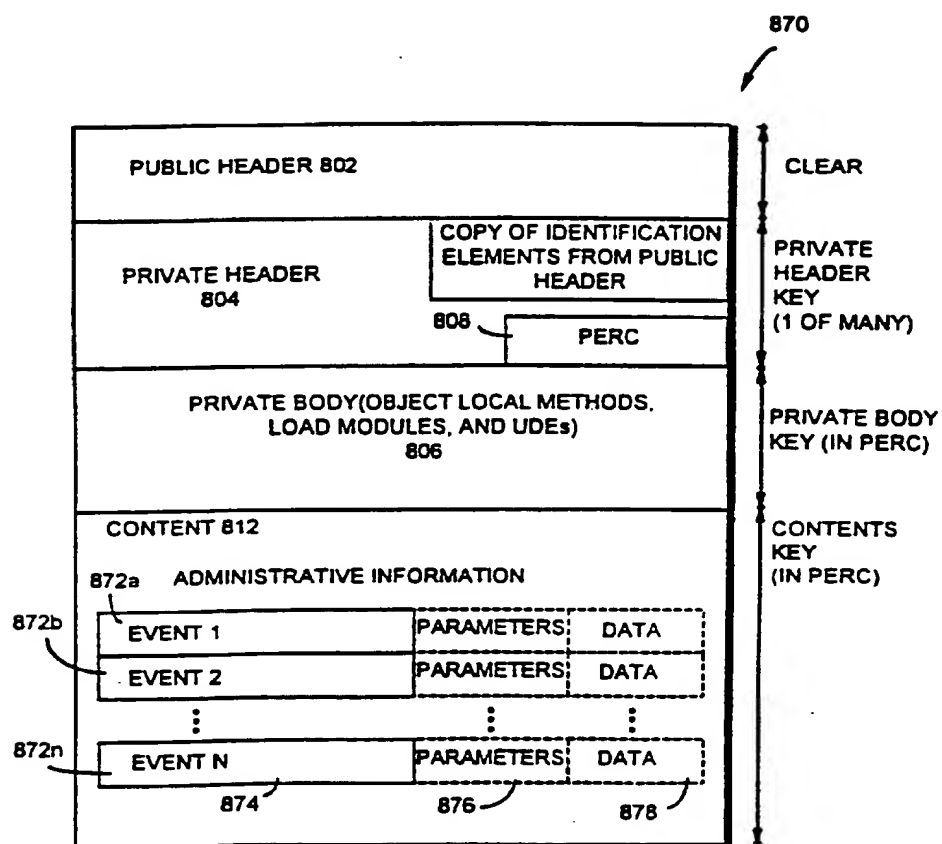 870
PUBLIC HEADER 802
CLEAR
COPY OF IDENTIFICATION
ELEMENTS FROM PUBLIC
HEADER
PRIVATE HEADER
804
PRIVATE
HEADER
KEY
(1 OF MANY)
808
PERC
PRIVATE BODY(OBJECT LOCAL METHODS,
LOAD MODULES, AND UDEs)
806
PRIVATE BODY
KEY (IN PERC)
CONTENT 812
CONTENTS
KEY
(IN PERC)
ADMINISTRATIVE INFORMATION
872a
EVENT 1 PARAMETERS DATA
872b
EVENT 2 PARAMETERS DATA
872n
EVENT N PARAMETERS DATA
874 876 878